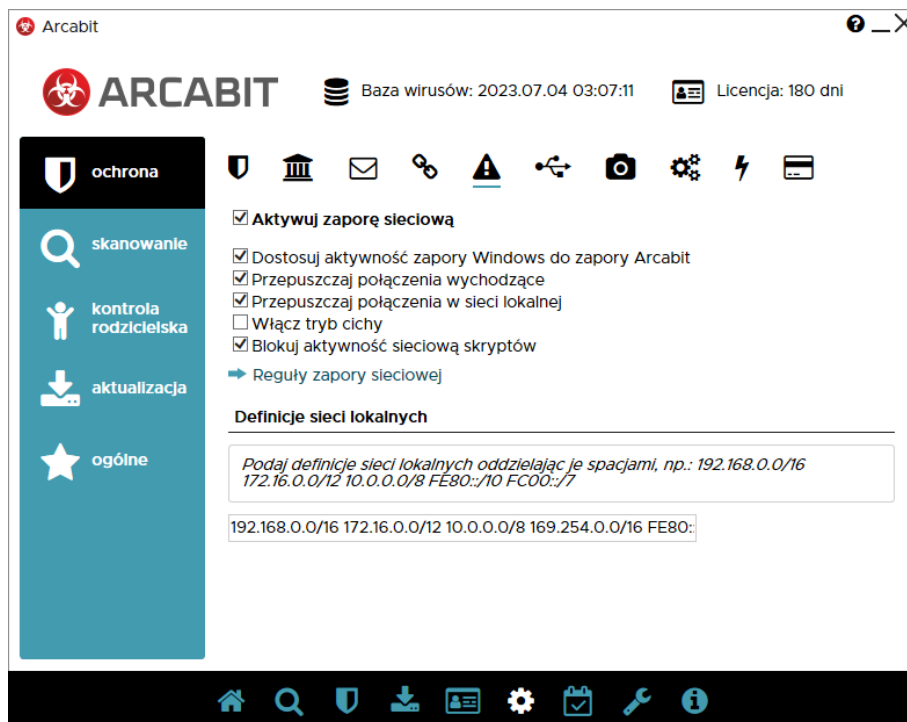 Arcabit
ARCABIT
Baza wirusów: 2023.07.04 03:07:11
Licencja: 180 dni
ochrona
skanowanie
kontrola
rodzicielska
aktualizacja
ogólne
Aktywuj zaporę sieciową
Dostosuj aktywność zapory Windows do zapory Arcabit
Przepuszczaj połączenia wychodzące
Przepuszczaj połączenia w sieci lokalnej
Włącz tryb cichy
Blokuj aktywność sieciową skryptów
Reguły zapory sieciowej
Definicje sieci lokalnych
Podaj definicje sieci lokalnych oddzielając je spacjami, np.: 192.168.0.0/16
172.16.0.0/12 10.0.0.0/8 FE80::/10 FC00::/7
192.168.0.0/16 172.16.0.0/12 10.0.0.0/8 169.254.0.0/16 FE80::